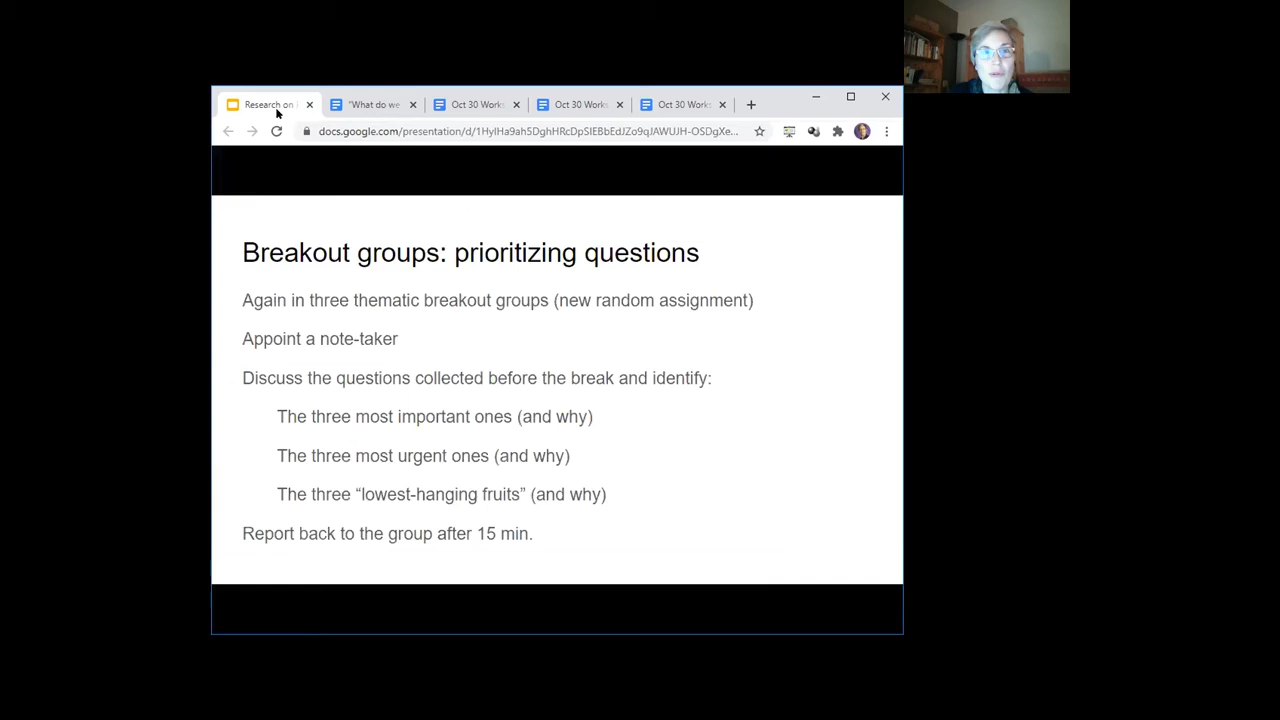 Research on
"What do we
Oct 30 Works
Oct 30 Works
Oct 30 Works
docs.google.com/presentation/d/
Breakout groups: prioritizing questions
Again in three thematic breakout groups (new random assignment)
Appoint a note-taker
Discuss the questions collected before the break and identify:
The three most important ones (and why)
The three most urgent ones (and why)
The three “lowest-hanging fruits” (and why)
Report back to the group after 15 min.